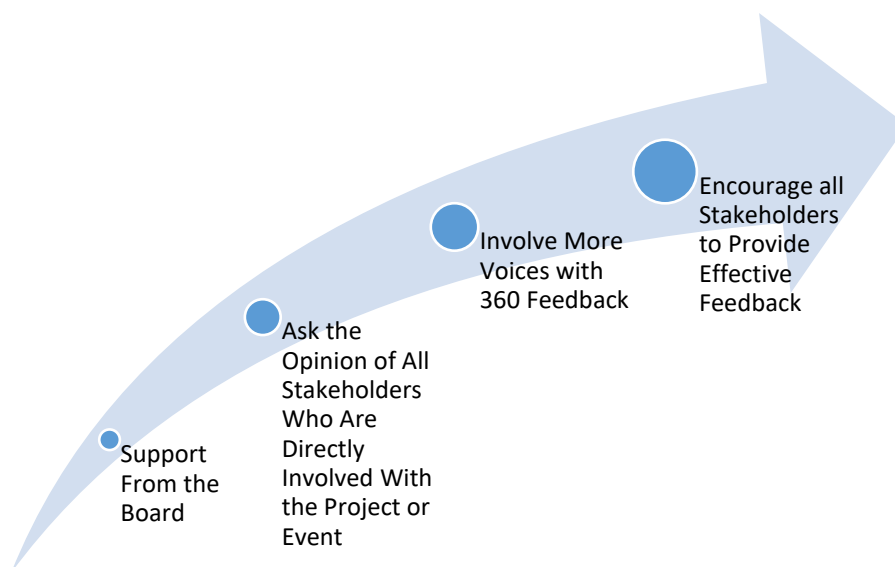 Support
From the
Board
Ask the
Opinion of All
Stakeholders
Who Are
Directly
Involved With
the Project or
Event
Involve More
Voices with
360 Feedback
Encourage all
Stakeholders
to Provide
Effective
Feedback